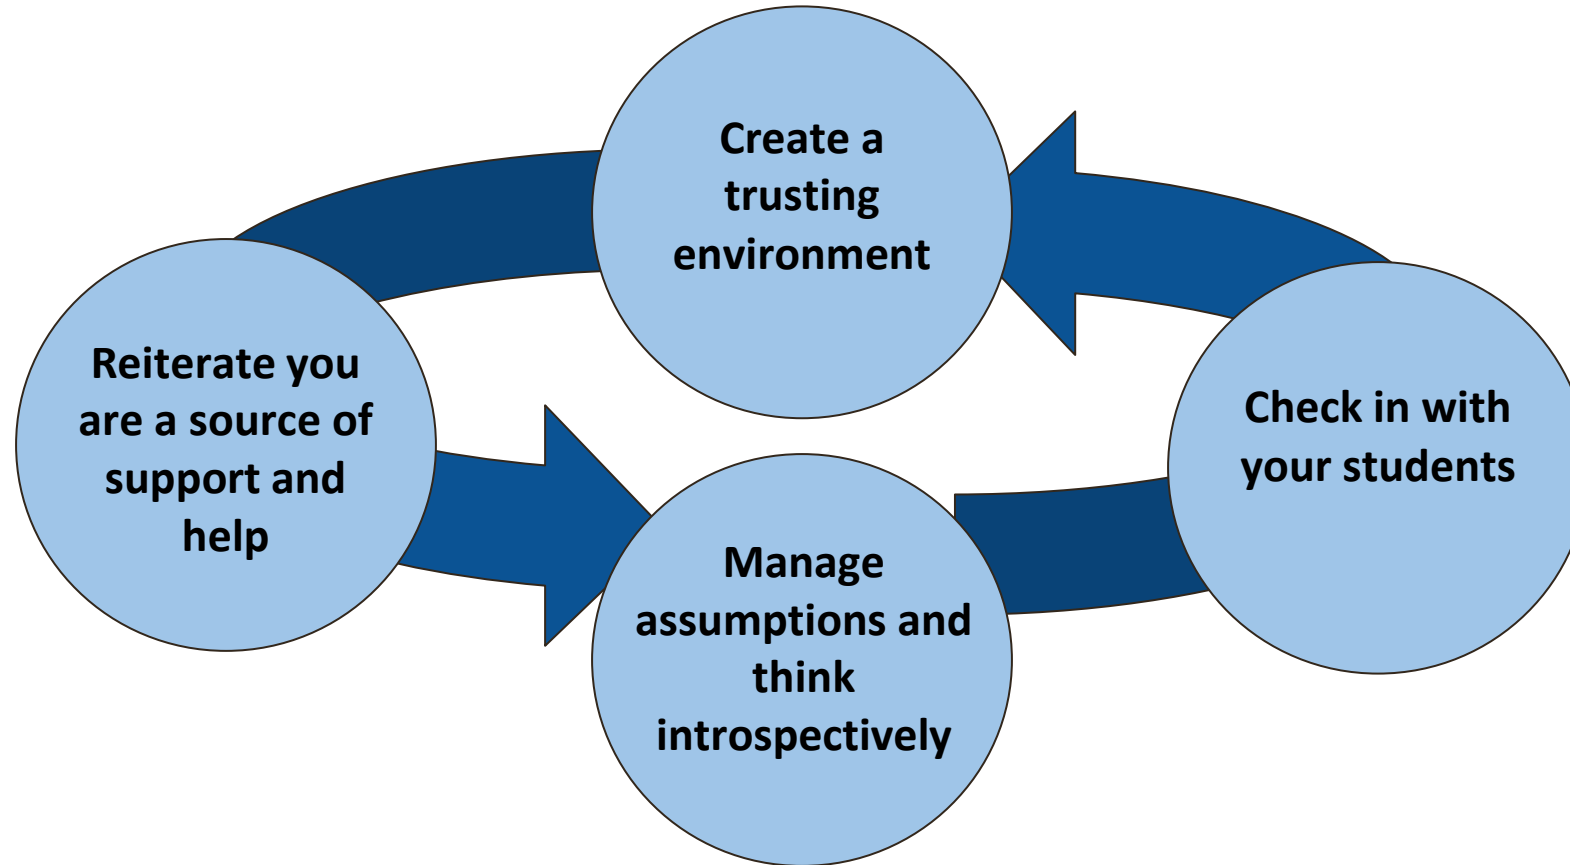 Create a
trusting
environment
Reiterate you
are a source of
support and
help
Manage
assumptions and
think
introspectively
Check in with
your students